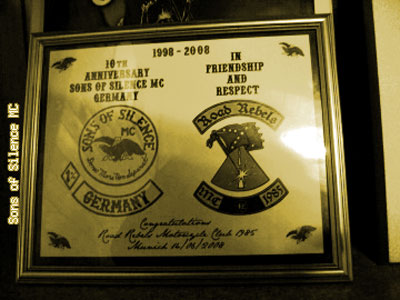 Sons of Silence MC
1998 - 2008
10th
ANNIVERSARY
SONS OF SILENCE MC
GERMANY
IN
FRIENDSHIP
AND
RESPECT
SONS OF SILENCE
MC
GERMANY
Road Rebels
MC
1985
Congratulations
Road Rebels Motorcycle Club 1985
Munich